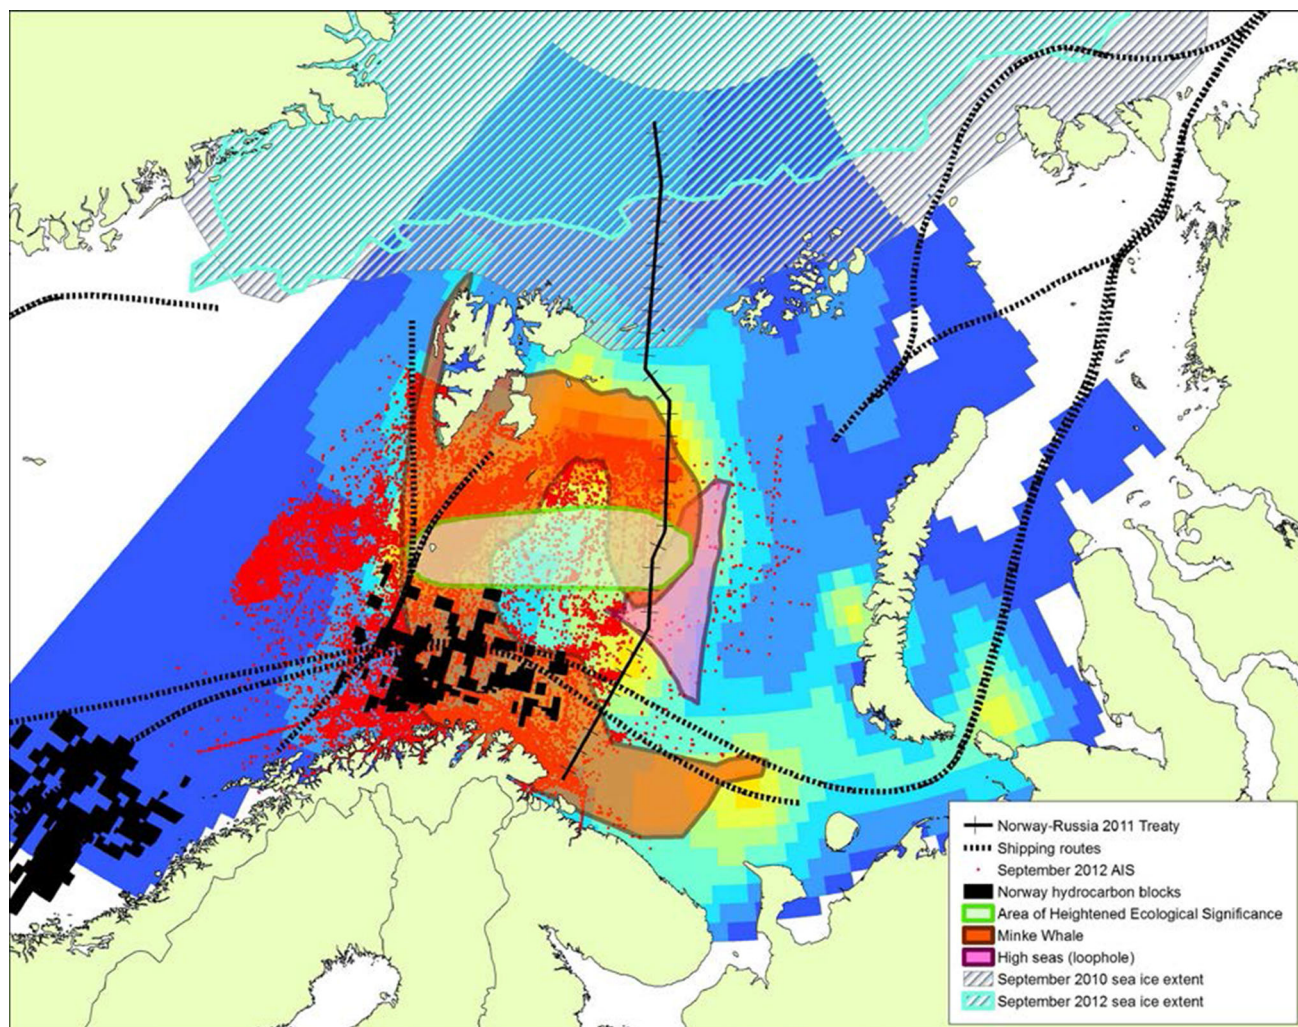 Norway-Russia 2011 Treaty
Shipping routes
September 2012 AIS
Norway hydrocarbon blocks
Area of Heightened Ecological Significance
Minke Whale
High seas (loophole)
September 2010 sea ice extent
September 2012 sea ice extent